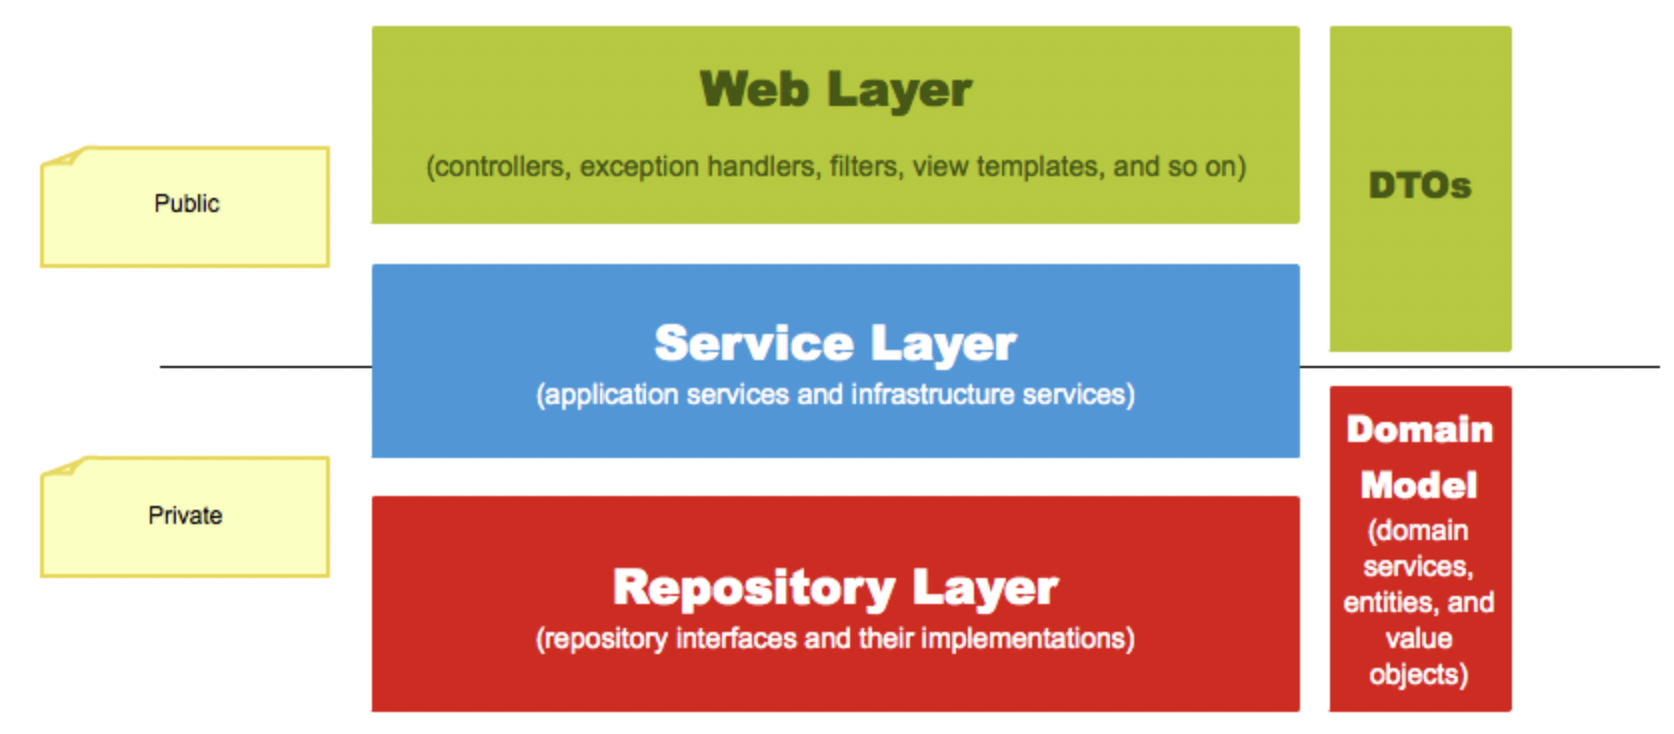 Web Layer
(controllers, exception handlers, filters, view templates, and so on)
DTOs
Public
Service Layer
(application services and infrastructure services)
Private
Repository Layer
(repository interfaces and their implementations)
Domain
Model
(domain
services,
entities, and
value
objects)